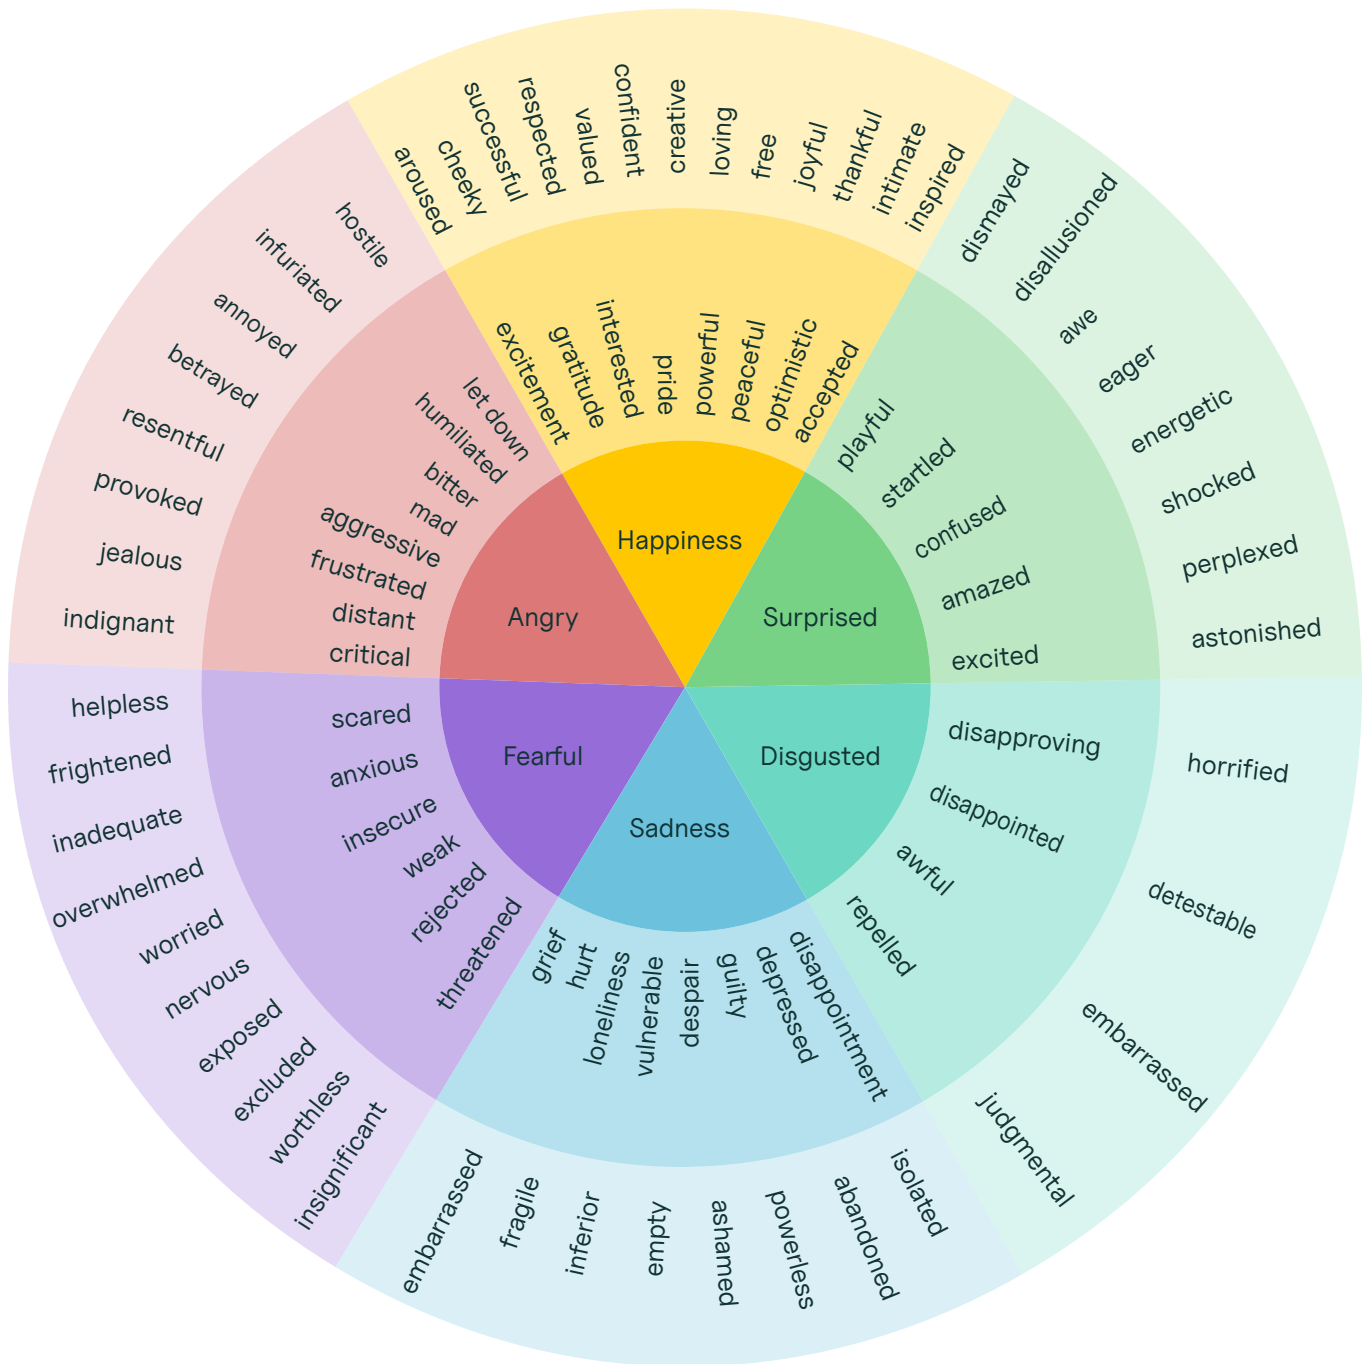 Happiness
excitement
gratitude
interested
pride
powerful
peaceful
optimistic
accepted
aroused
cheeky
successful
respected
valued
confident
creative
loving
free
joyful
thankful
intimate
inspired
Surprised
playful
startled
confused
amazed
excited
dismayed
disallusioned
awe
eager
energetic
shocked
perplexed
astonished
Disgusted
disapproving
disappointed
awful
repelled
horrified
detestable
embarrassed
judgmental
Sadness
disappointment
depressed
guilty
despair
vulnerable
loneliness
hurt
grief
isolated
abandoned
powerless
ashamed
empty
inferior
fragile
embarrassed
Fearful
threatened
rejected
weak
insecure
anxious
scared
insignificant
worthless
excluded
exposed
nervous
worried
overwhelmed
inadequate
frightened
helpless
Angry
critical
distant
frustrated
aggressive
mad
bitter
humiliated
let down
indignant
jealous
provoked
resentful
betrayed
annoyed
infuriated
hostile